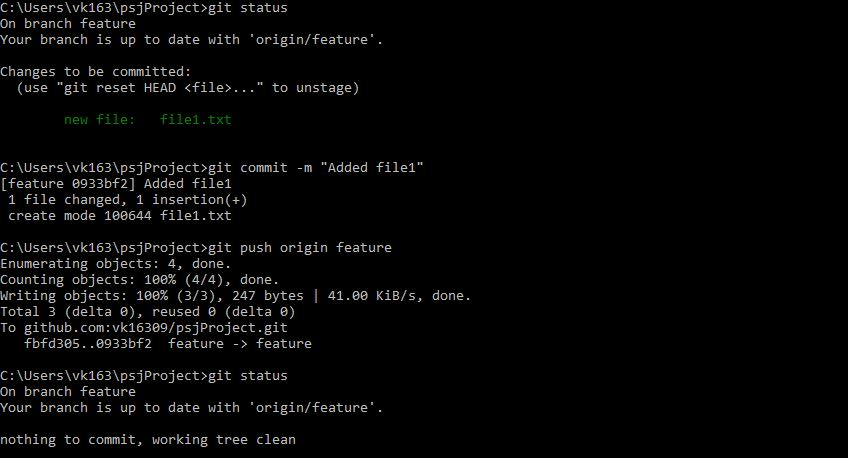 C:\Users\vk163\psjProject>git status
On branch feature
Your branch is up to date with 'origin/feature'.
Changes to be committed:
  (use "git reset HEAD <file>..." to unstage)
        new file:   file1.txt
C:\Users\vk163\psjProject>git commit -m "Added file1"
[feature 0933bf2] Added file1
 1 file changed, 1 insertion(+)
 create mode 100644 file1.txt
C:\Users\vk163\psjProject>git push origin feature
Enumerating objects: 4, done.
Counting objects: 100% (4/4), done.
Writing objects: 100% (3/3), 247 bytes | 41.00 KiB/s, done.
Total 3 (delta 0), reused 0 (delta 0)
To github.com:vk16309/psjProject.git
   fbfd305..0933bf2  feature -> feature
C:\Users\vk163\psjProject>git status
On branch feature
Your branch is up to date with 'origin/feature'.
nothing to commit, working tree clean